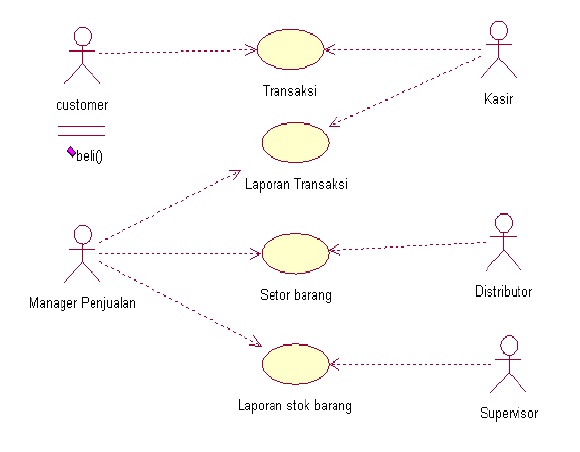 customer
beli()
Transaksi
Kasir
Laporan Transaksi
Manager Penjualan
Setor barang
Distributor
Laporan stok barang
Supervisor